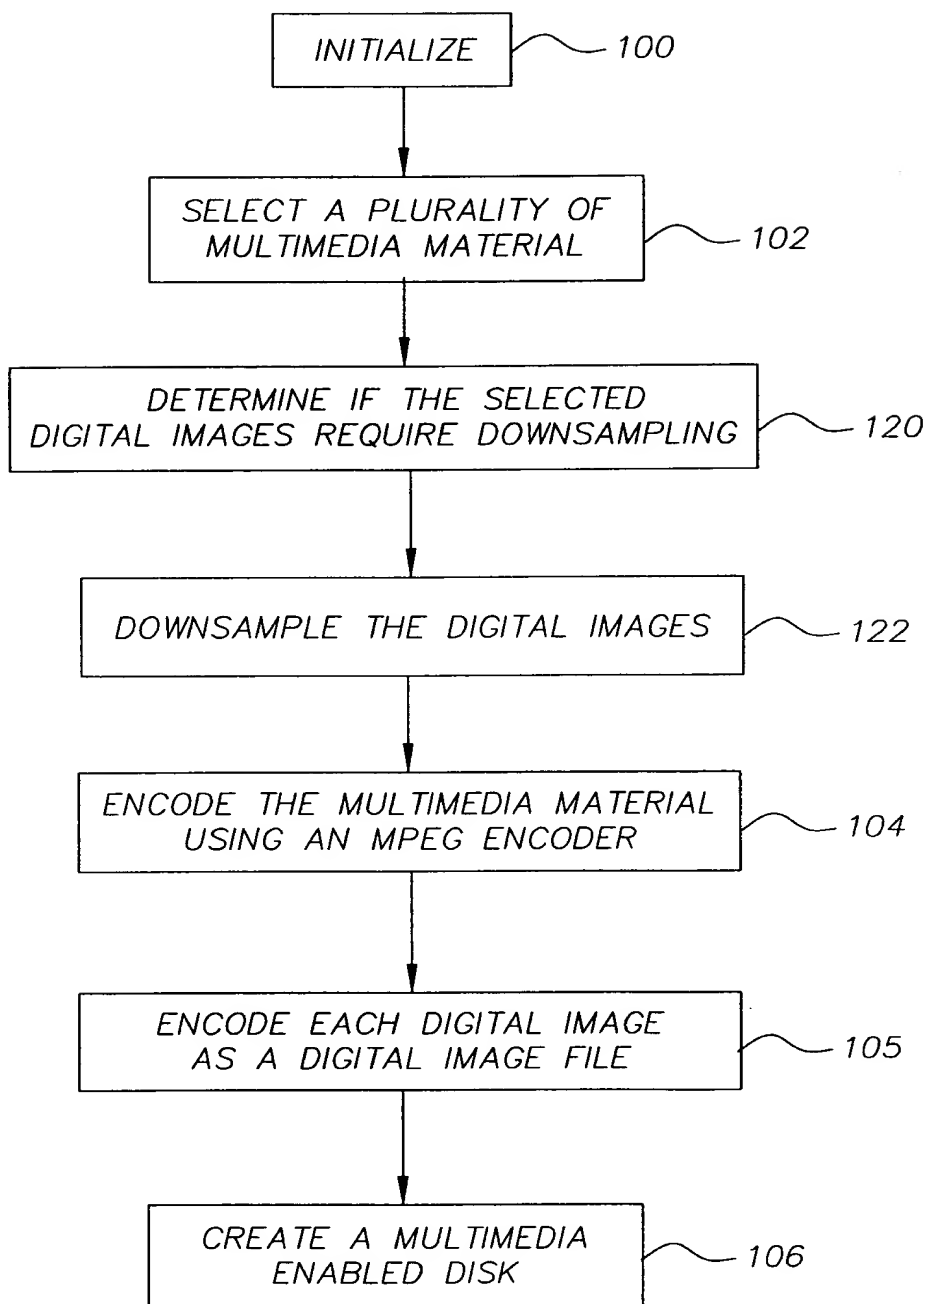 INITIALIZE
100
SELECT A PLURALITY OF
MULTIMEDIA MATERIAL
102
DETERMINE IF THE SELECTED
DIGITAL IMAGES REQUIRE DOWNSAMPLING
120
DOWNSAMPLE THE DIGITAL IMAGES
122
ENCODE THE MULTIMEDIA MATERIAL
USING AN MPEG ENCODER
104
ENCODE EACH DIGITAL IMAGE
AS A DIGITAL IMAGE FILE
105
CREATE A MULTIMEDIA
ENABLED DISK
106